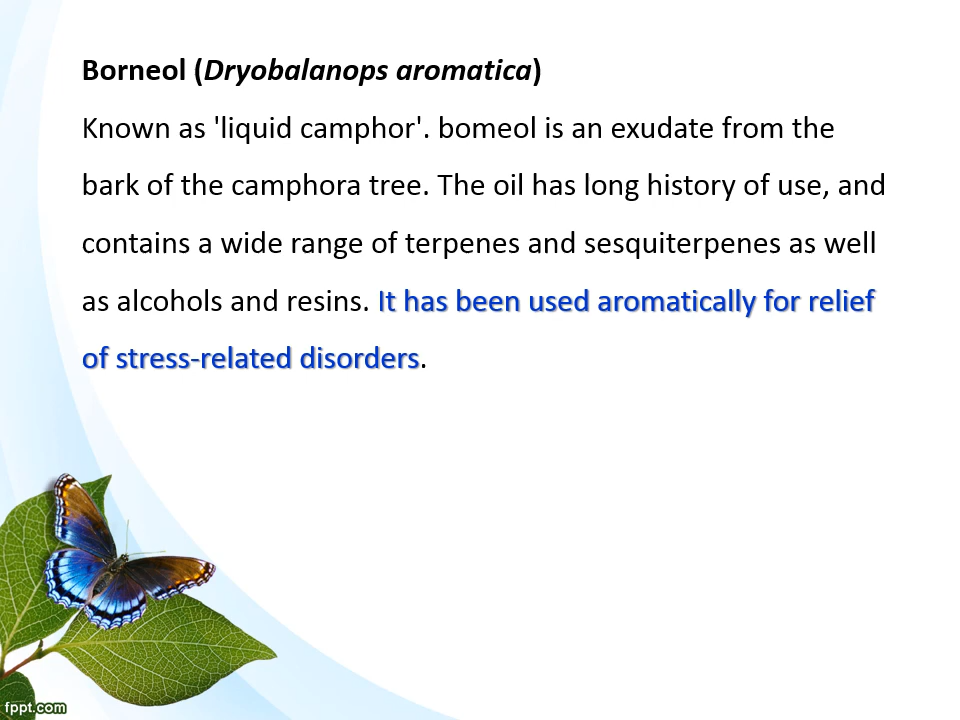 Borneol (Dryobalanops aromatica)
Known as 'liquid camphor'. bomeol is an exudate from the
bark of the camphora tree. The oil has long history of use, and
contains a wide range of terpenes and sesquiterpenes as well
as alcohols and resins. It has been used aromatically for relief
of stress-related disorders.
fppt.com